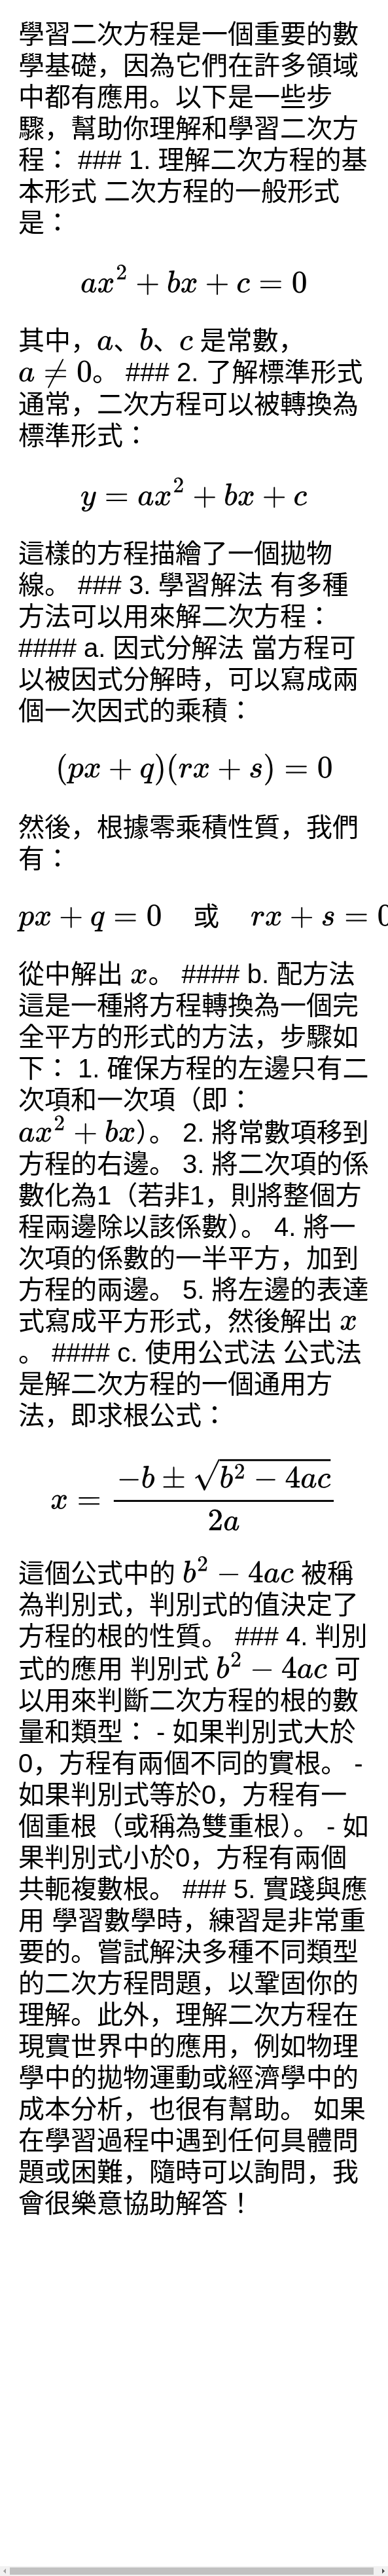 學習二次方程是一個重要的數
學基礎，因為它們在許多領域
中都有應用。以下是一些步
驟，幫助你理解和學習二次方
程： ### 1. 理解二次方程的基
本形式 二次方程的一般形式
是：
ax² + bx + c = 0
其中，a、b、c 是常數，
a ≠ 0。 ### 2. 了解標準形式
通常，二次方程可以被轉換為
標準形式：
y = ax² + bx + c
這樣的方程描繪了一個拋物
線。 ### 3. 學習解法 有多種
方法可以用來解二次方程：
#### a. 因式分解法 當方程可
以被因式分解時，可以寫成兩
個一次因式的乘積：
(px + q)(rx + s) = 0
然後，根據零乘積性質，我們
有：
px + q = 0 或 rx + s = 0
從中解出 x。 #### b. 配方法
這是一種將方程轉換為一個完
全平方的形式的方法，步驟如
下： 1. 確保方程的左邊只有二
次項和一次項（即：
ax² + bx）。 2. 將常數項移到
方程的右邊。 3. 將二次項的係
數化為1（若非1，則將整個方
程兩邊除以該係數）。 4. 將一
次項的係數的一半平方，加到
方程的兩邊。 5. 將左邊的表達
式寫成平方形式，然後解出 x
。 #### c. 使用公式法 公式法
是解二次方程的一個通用方
法，即求根公式：
x = \frac{-b ± \sqrt{b² - 4ac}}{2a}
這個公式中的 b² − 4ac 被稱
為判別式，判別式的值決定了
方程的根的性質。 ### 4. 判別
式的應用 判別式 b² − 4ac 可
以用來判斷二次方程的根的數
量和類型： - 如果判別式大於
0，方程有兩個不同的實根。 -
如果判別式等於0，方程有一
個重根（或稱為雙重根）。 - 如
果判別式小於0，方程有兩個
共軛複數根。 ### 5. 實踐與應
用 學習數學時，練習是非常重
要的。嘗試解決多種不同類型
的二次方程問題，以鞏固你的
理解。此外，理解二次方程在
現實世界中的應用，例如物理
學中的拋物運動或經濟學中的
成本分析，也很有幫助。 如果
在學習過程中遇到任何具體問
題或困難，隨時可以詢問，我
會很樂意協助解答！